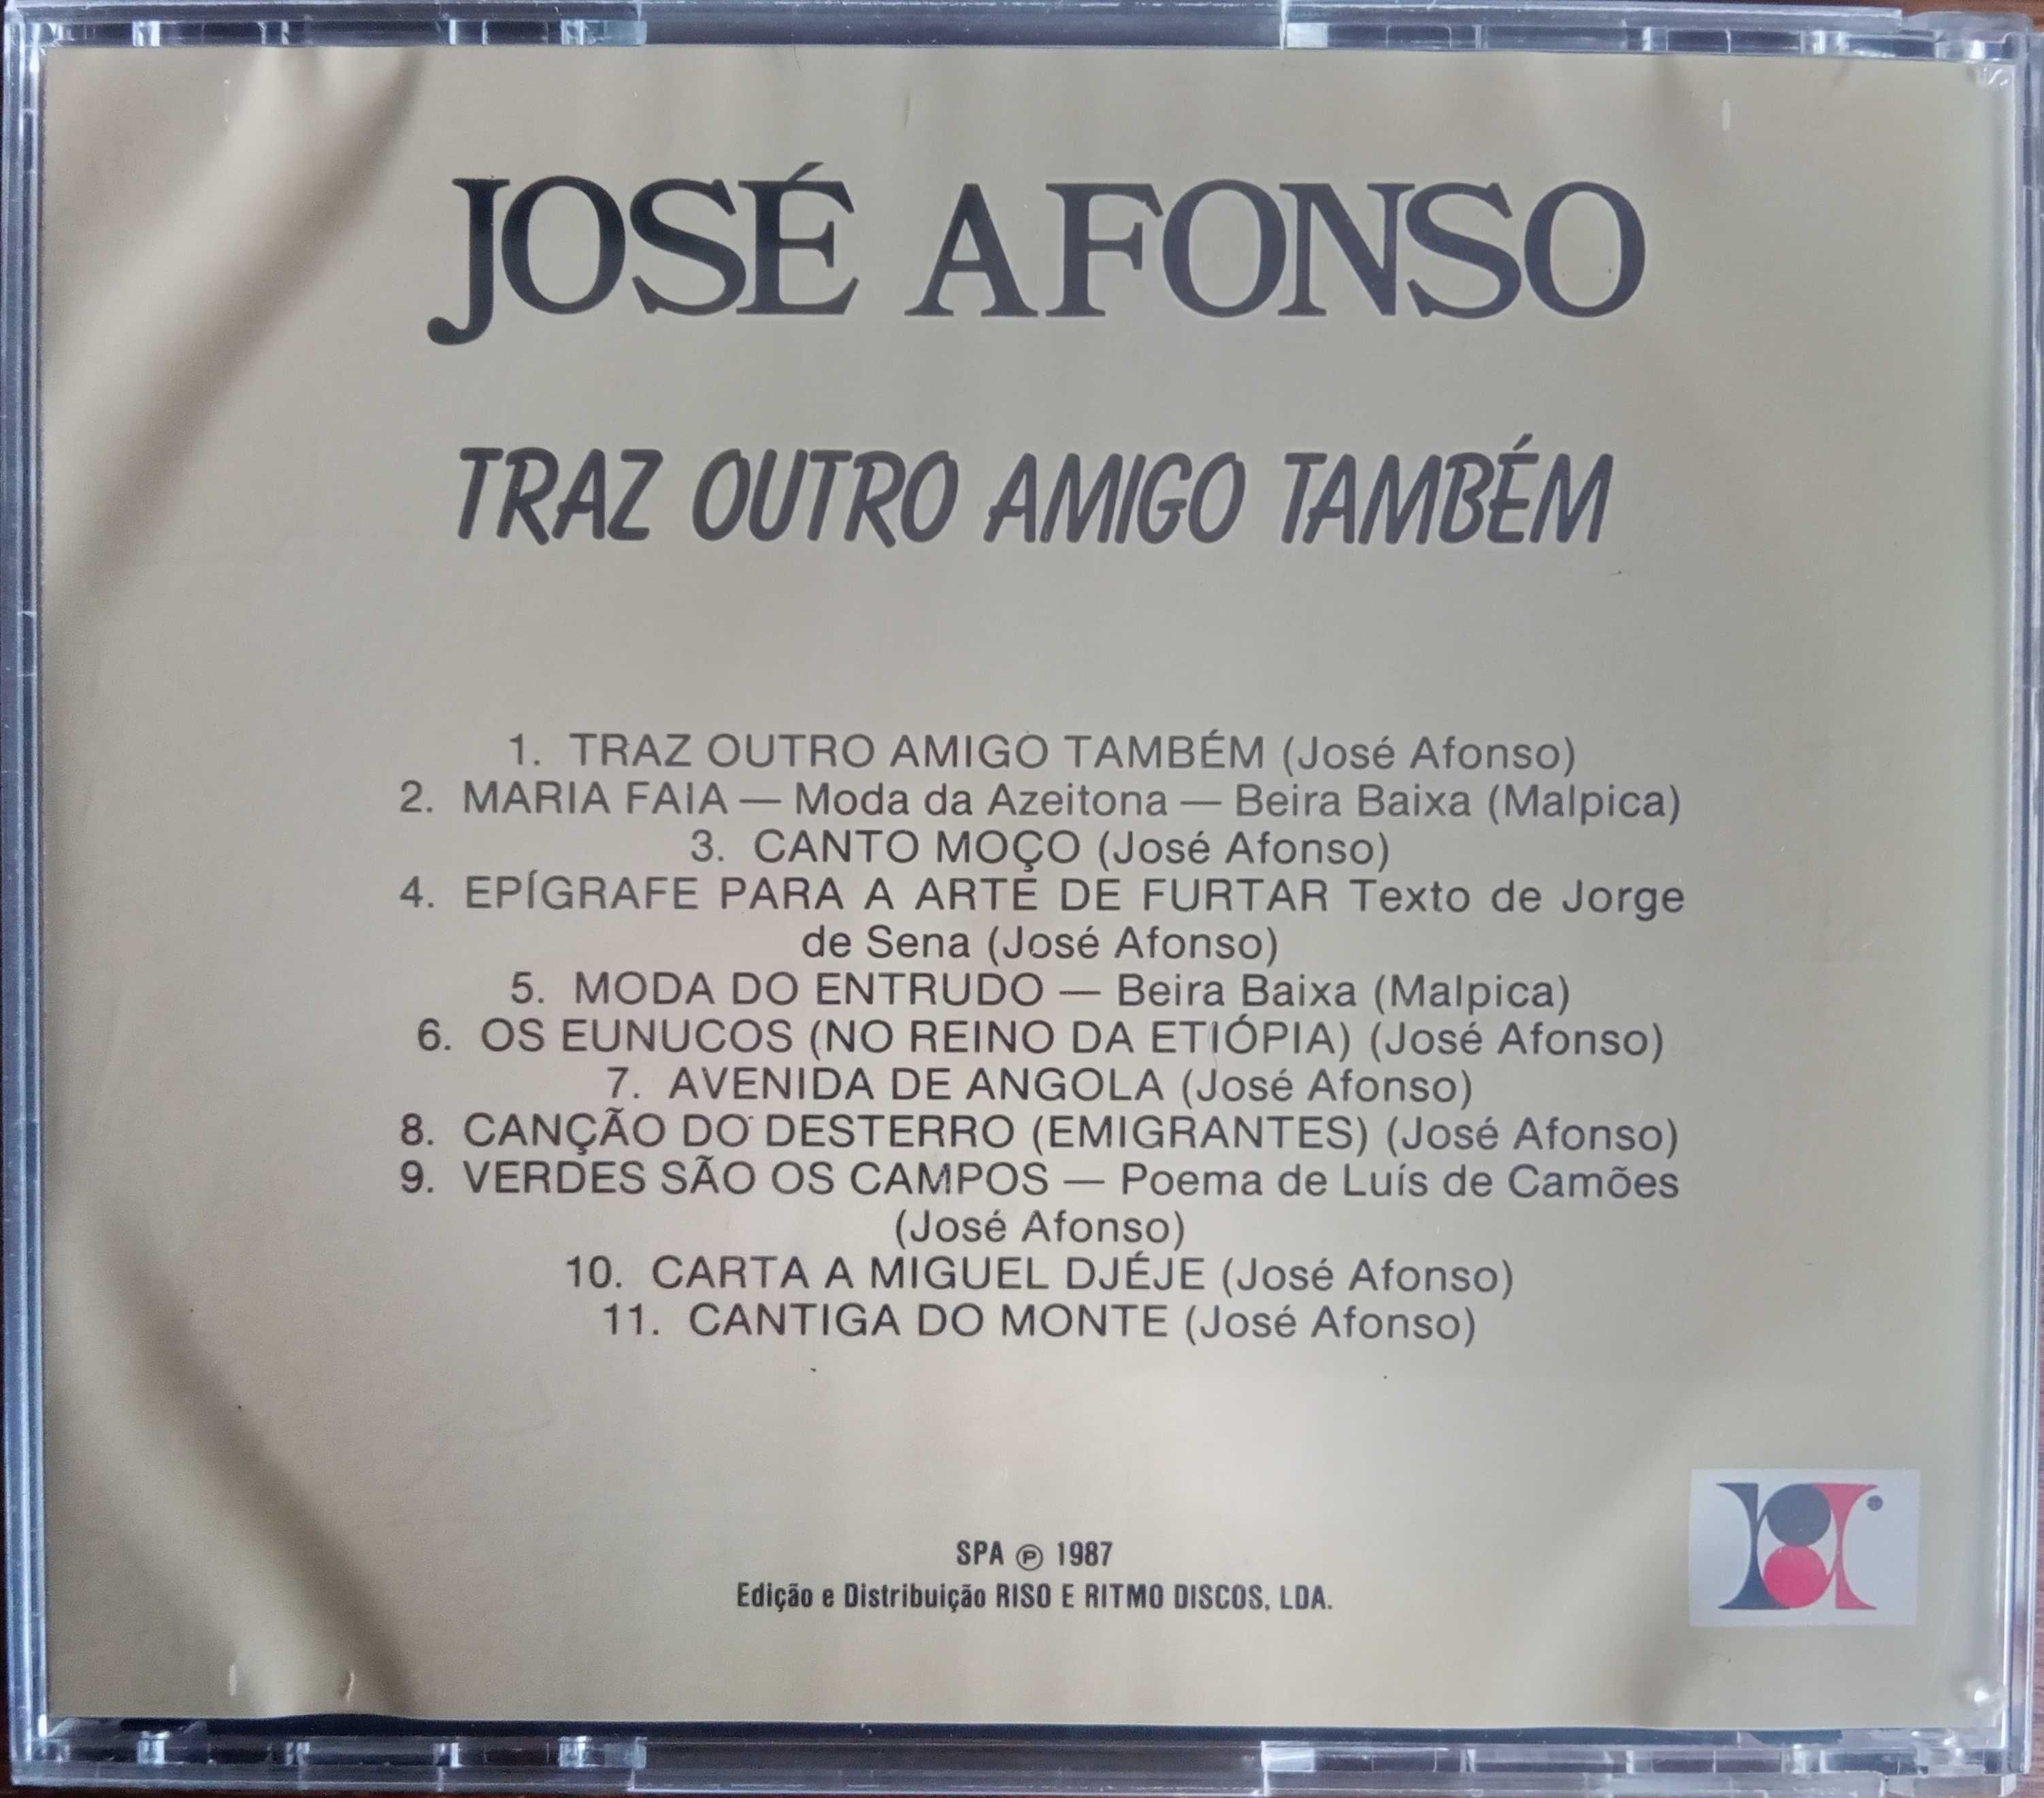 JOSÉ AFONSO
TRAZ OUTRO AMIGO TAMBÉM
1. TRAZ OUTRO AMIGO TAMBÉM (José Afonso)
2. MARIA FAIA — Moda da Azeitona — Beira Baixa (Malpica)
3. CANTO MOÇO (José Afonso)
4. EPÍGRAFE PARA A ARTE DE FURTAR Texto de Jorge
de Sena (José Afonso)
5. MODA DO ENTRUDO — Beira Baixa (Malpica)
6. OS EUNUCOS (NO REINO DA ETIÓPIA) (José Afonso)
7. AVENIDA DE ANGOLA (José Afonso)
8. CANÇÃO DO DESTERRO (EMIGRANTES) (José Afonso)
9. VERDES SÃO OS CAMPOS — Poema de Luís de Camões
(José Afonso)
10. CARTA A MIGUEL DJÉJE (José Afonso)
11. CANTIGA DO MONTE (José Afonso)
SPA ℗ 1987
Edição e Distribuição RISO E RITMO DISCOS, LDA.